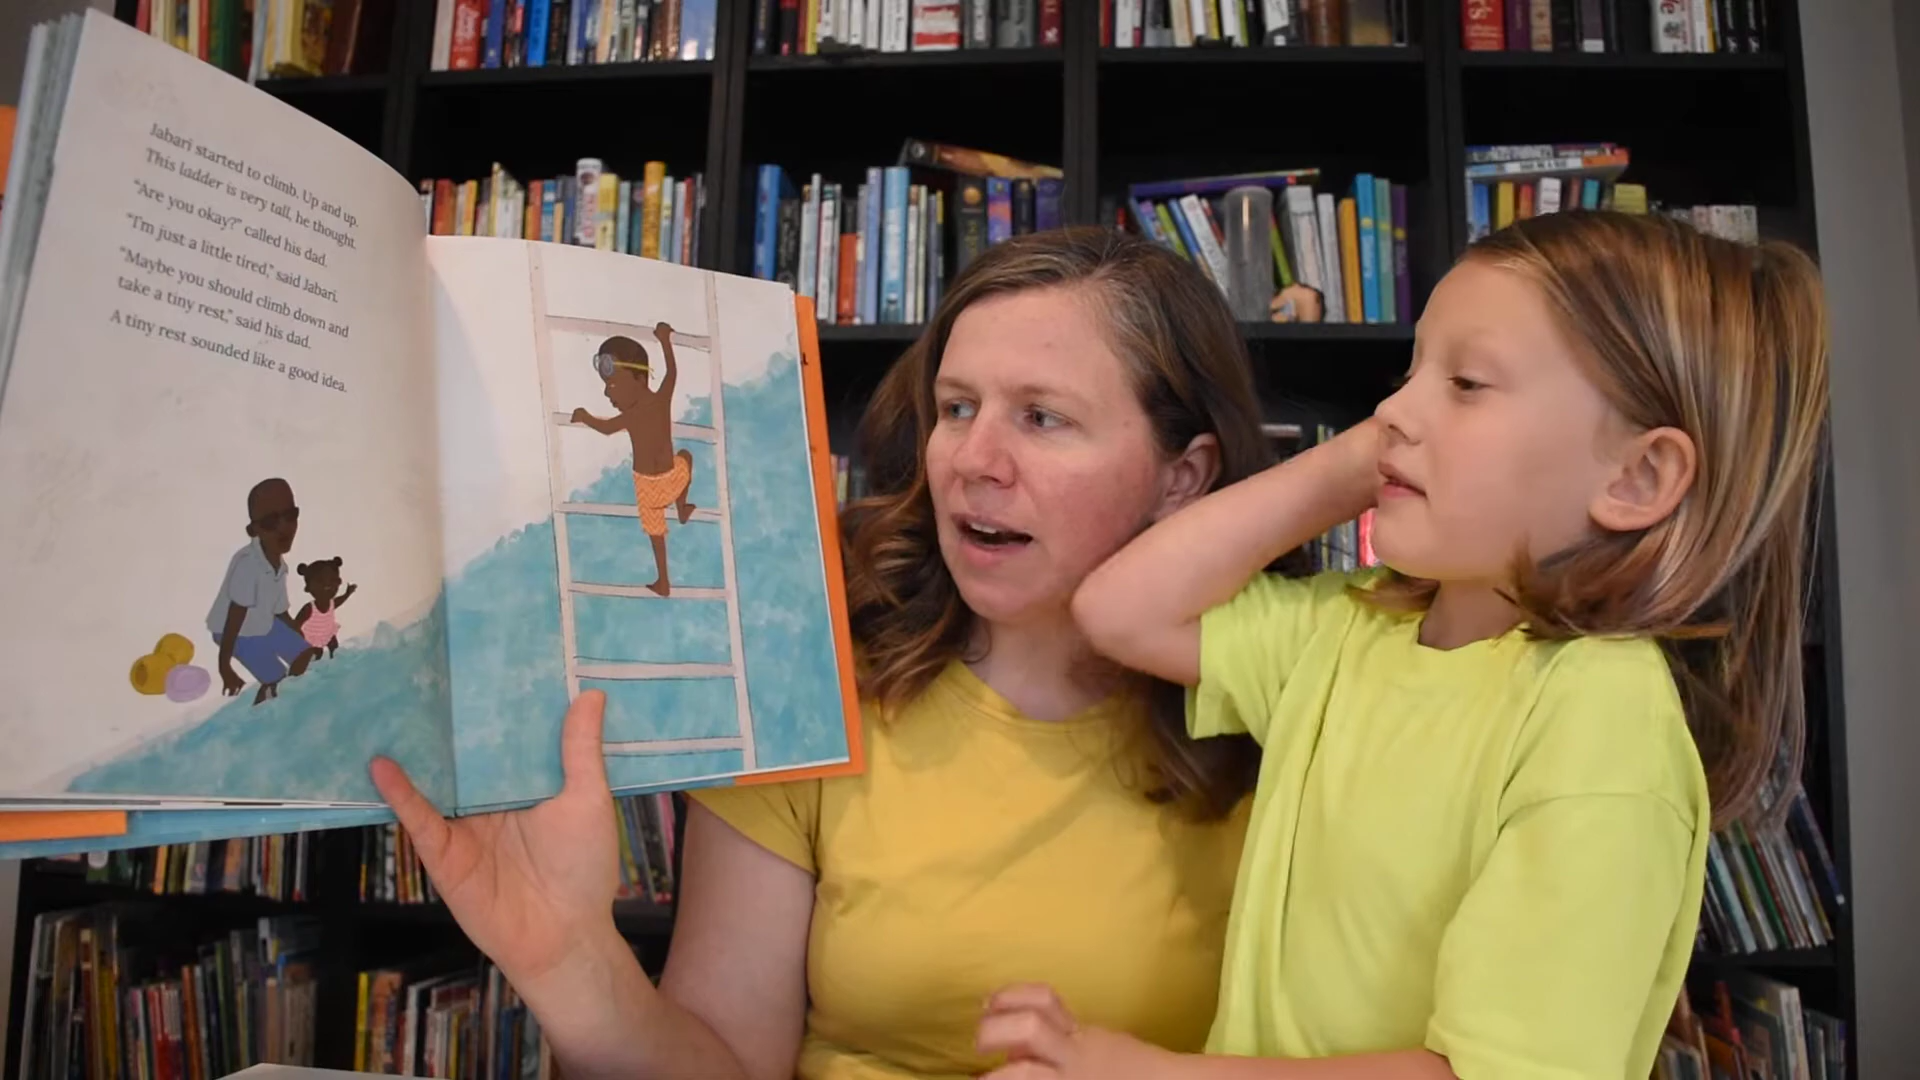 Jabari started to climb. Up and up.
This ladder is very tall, he thought.
“Are you okay?” called his dad.
“I’m just a little tired,” said Jabari.
“Maybe you should climb down and
take a tiny rest,” said his dad.
A tiny rest sounded like a good idea.